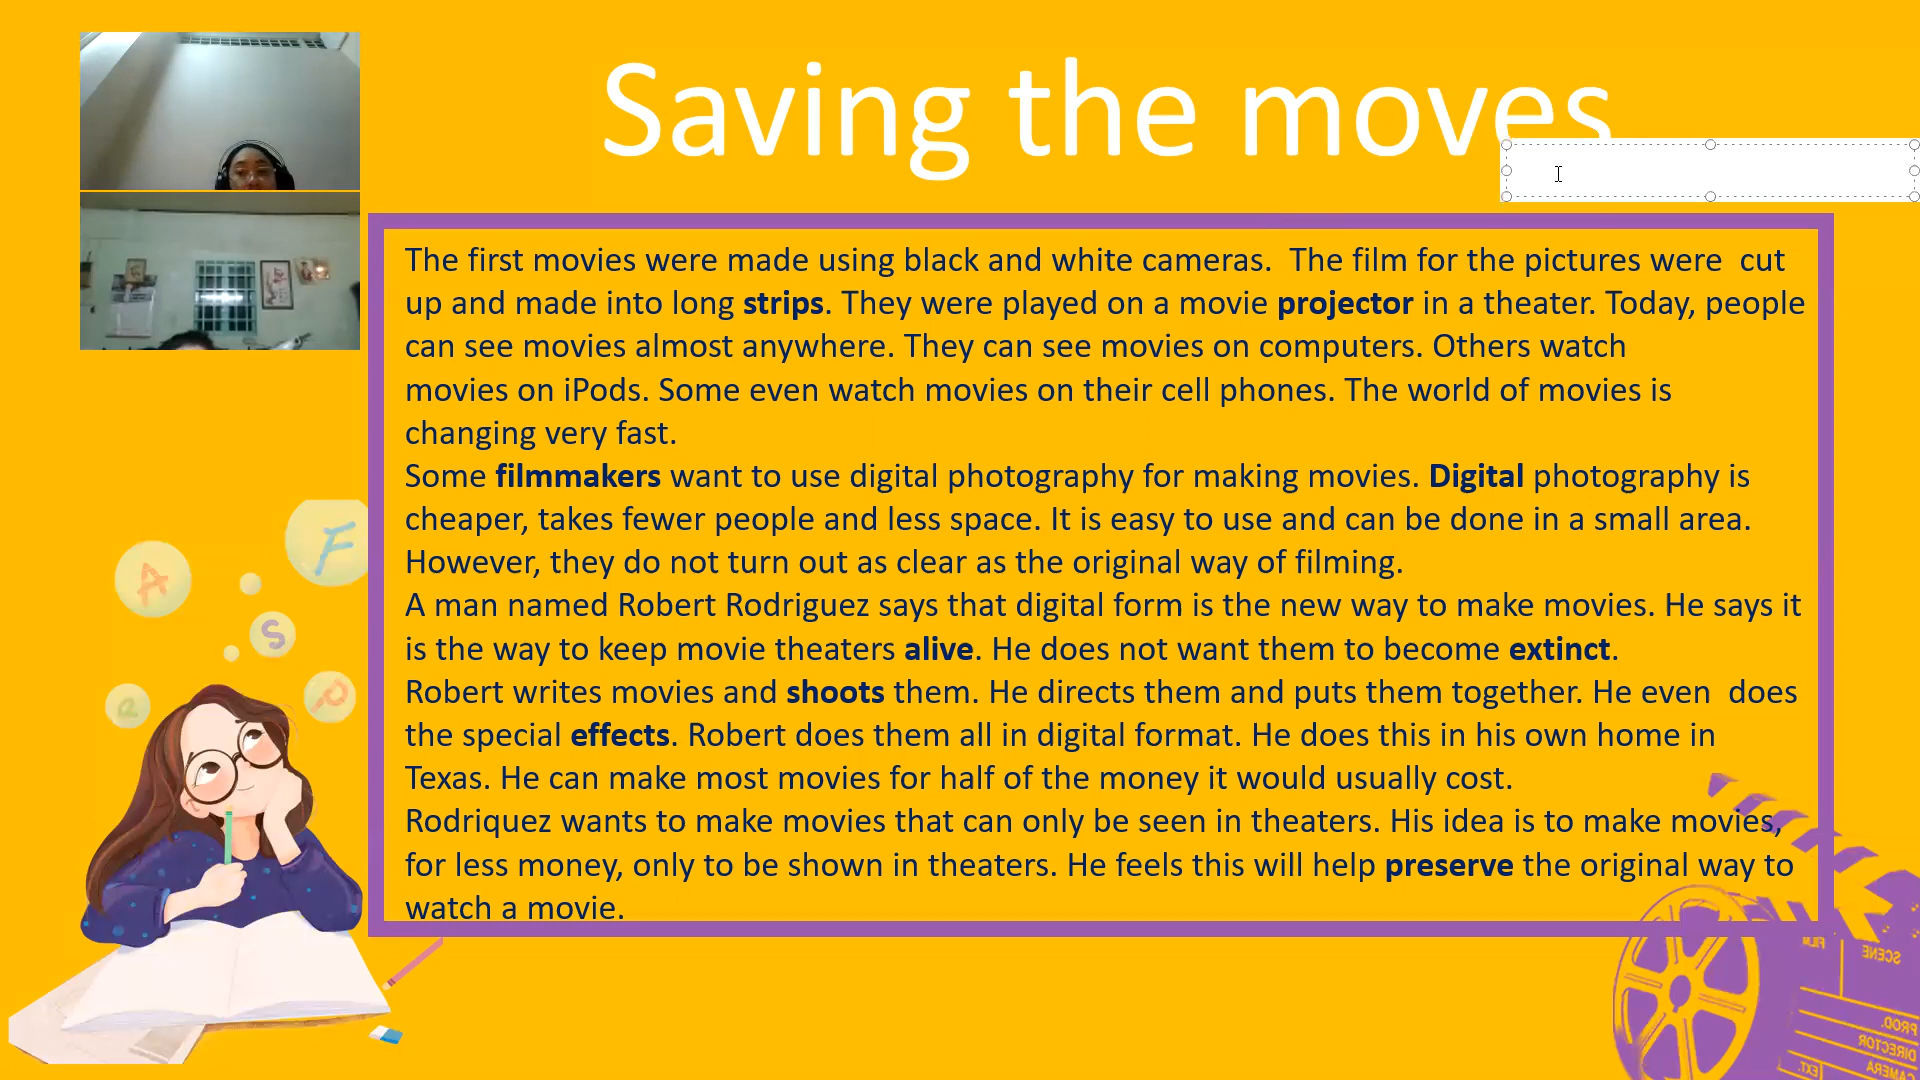 Saving the moves
The first movies were made using black and white cameras.  The film for the pictures were  cut
up and made into long strips. They were played on a movie projector in a theater. Today, people
can see movies almost anywhere. They can see movies on computers. Others watch
movies on iPods. Some even watch movies on their cell phones. The world of movies is
changing very fast.
Some filmmakers want to use digital photography for making movies. Digital photography is
cheaper, takes fewer people and less space. It is easy to use and can be done in a small area.
However, they do not turn out as clear as the original way of filming.
A man named Robert Rodriguez says that digital form is the new way to make movies. He says it
is the way to keep movie theaters alive. He does not want them to become extinct.
Robert writes movies and shoots them. He directs them and puts them together. He even  does
the special effects. Robert does them all in digital format. He does this in his own home in
Texas. He can make most movies for half of the money it would usually cost.
Rodriquez wants to make movies that can only be seen in theaters. His idea is to make movies,
for less money, only to be shown in theaters. He feels this will help preserve the original way to
watch a movie.
F
A
S
a
p
FILM
SCENE
PROD.
DIRECTOR
CAMERA
EXT.